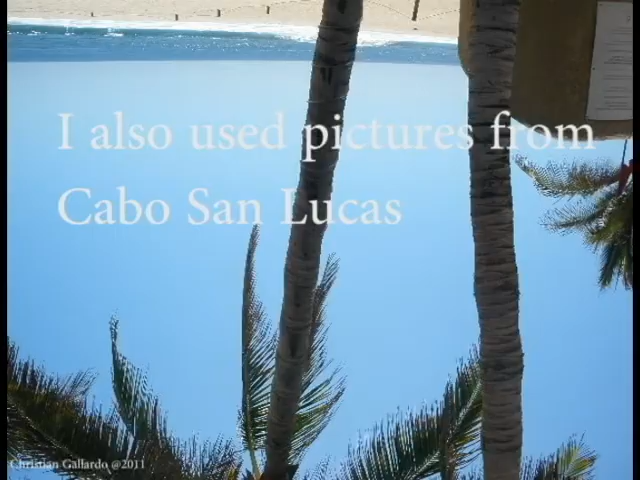 I also used pictures from
Cabo San Lucas
Christian Gallardo @2011